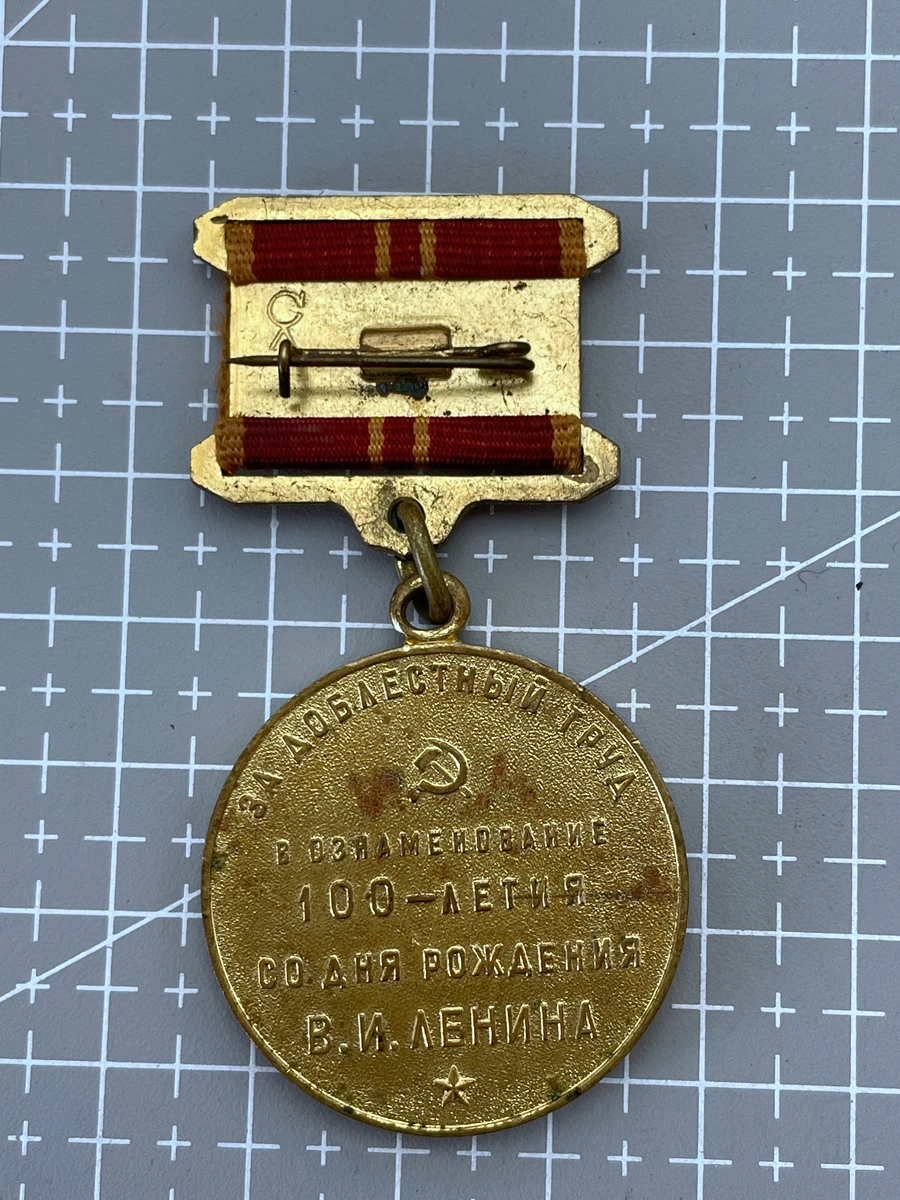 ЗА ДОБЛЕСТНЫЙ ТРУД
В ОЗНАМЕНОВАНИЕ
100-ЛЕТИЯ
СО ДНЯ РОЖДЕНИЯ
В. И. ЛЕНИНА